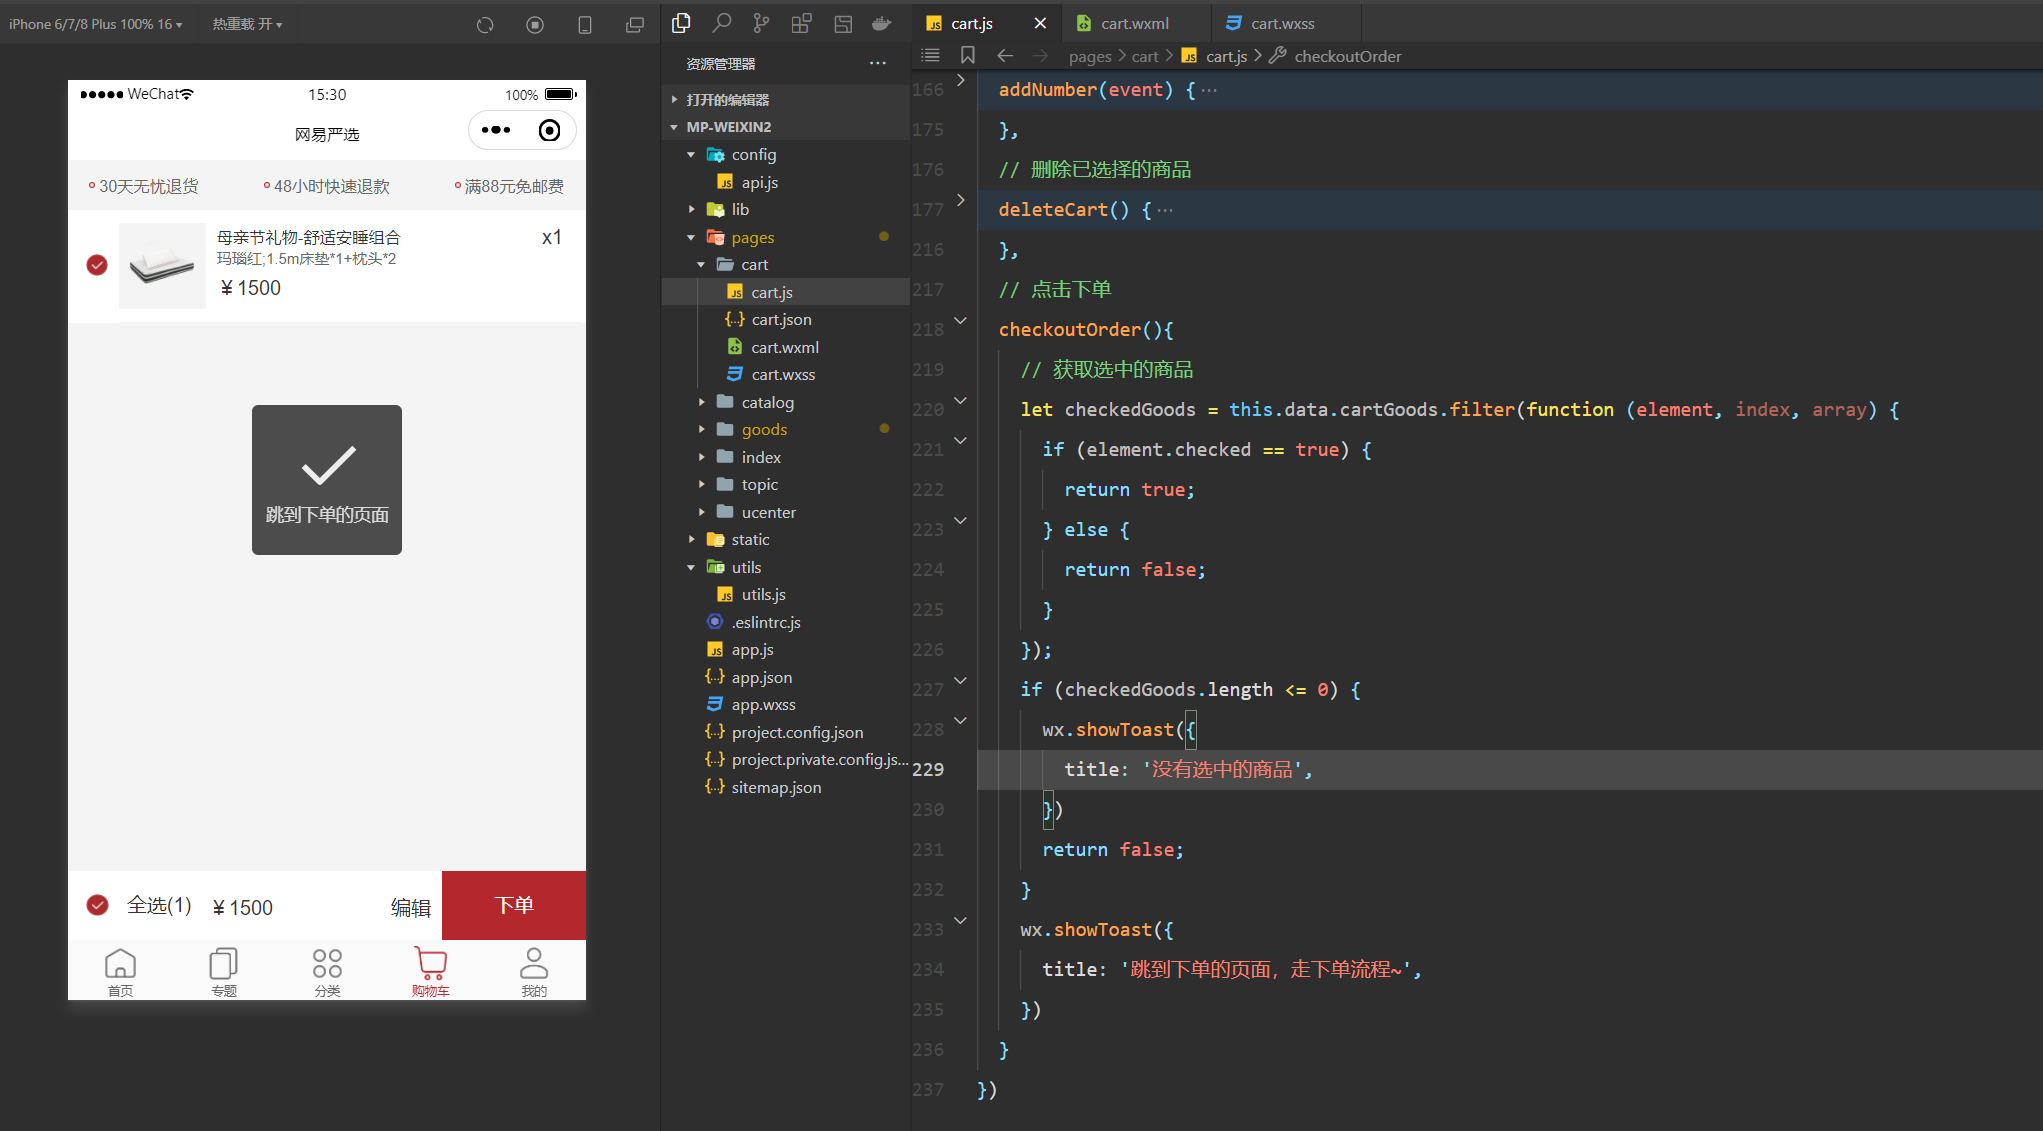 iPhone 6/7/8 Plus 100% 16
热重载 开
WeChat
15:30
100%
网易严选
30天无忧退货
48小时快速退款
满88元免邮费
母亲节礼物-舒适安睡组合
x1
玛瑙红;1.5m床垫*1+枕头*2
¥1500
跳到下单的页面
全选(1)
¥1500
编辑
下单
首页
专题
分类
购物车
我的
资源管理器
打开的编辑器
MP-WEIXIN2
config
JS api.js
lib
pages
cart
JS cart.js
{..} cart.json
cart.wxml
cart.wxss
catalog
goods
index
topic
ucenter
static
utils
JS utils.js
.eslintrc.js
JS app.js
{..} app.json
app.wxss
{..} project.config.json
{..} project.private.config.js...
{..} sitemap.json
JS cart.js
cart.wxml
cart.wxss
pages > cart > JS cart.js > checkoutOrder
166 addNumber(event) {···
175 },
176 // 删除已选择的商品
177 deleteCart() {···
216 },
217 // 点击下单
218 checkoutOrder(){
219 // 获取选中的商品
220 let checkedGoods = this.data.cartGoods.filter(function (element, index, array) {
221 if (element.checked == true) {
222 return true;
223 } else {
224 return false;
225 }
226 });
227 if (checkedGoods.length <= 0) {
228 wx.showToast({
229 title: '没有选中的商品',
230 })
231 return false;
232 }
233 wx.showToast({
234 title: '跳到下单的页面，走下单流程~',
235 })
236 }
237 })